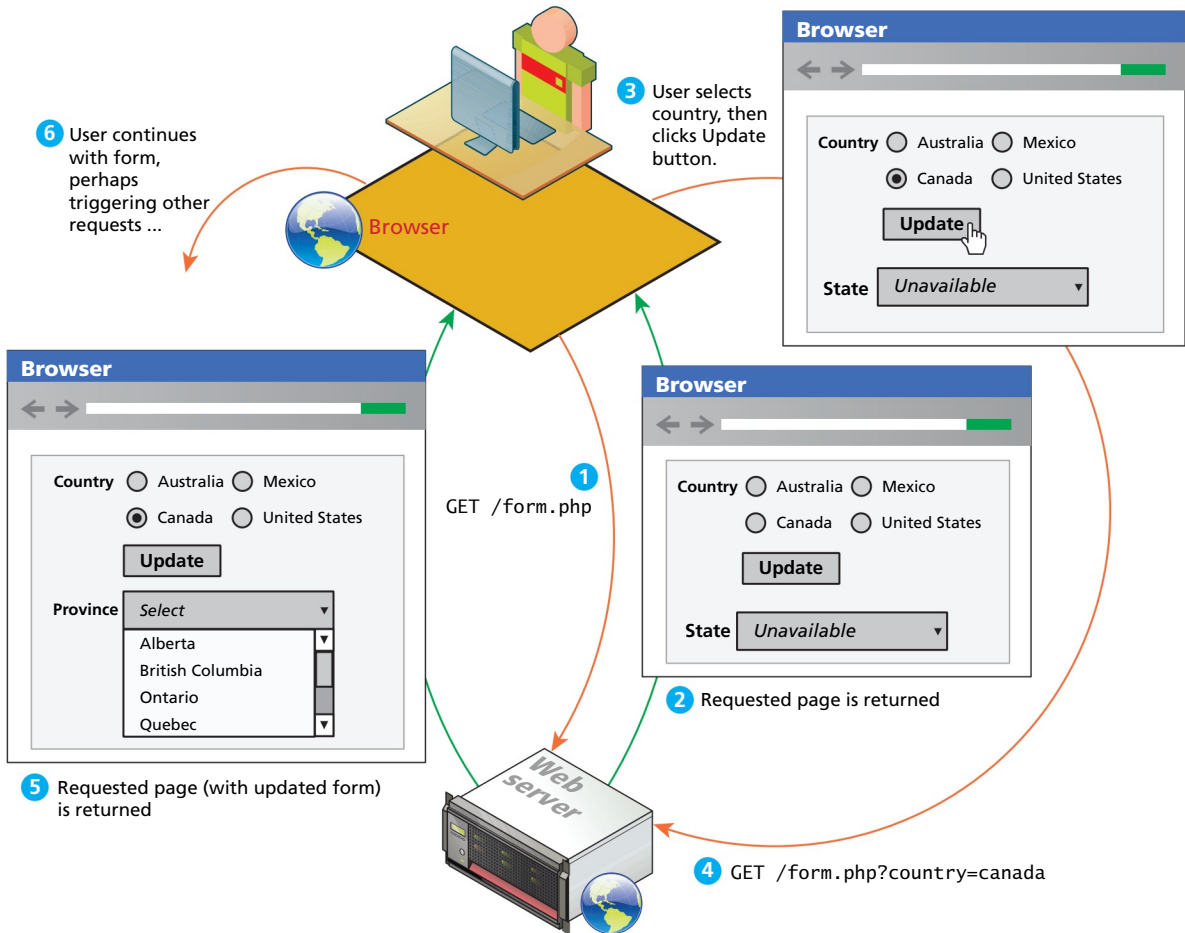 Browser
1
GET /form.php
Browser
Country
Australia
Mexico
Canada
United States
Update
State
Unavailable
2 Requested page is returned
3 User selects
country, then
clicks Update
button.
Browser
Country
Australia
Mexico
Canada
United States
Update
State
Unavailable
4 GET /form.php?country=canada
Web
server
Browser
Country
Australia
Mexico
Canada
United States
Update
Province
Select
Alberta
British Columbia
Ontario
Quebec
5 Requested page (with updated form)
is returned
6 User continues
with form,
perhaps
triggering other
requests ...